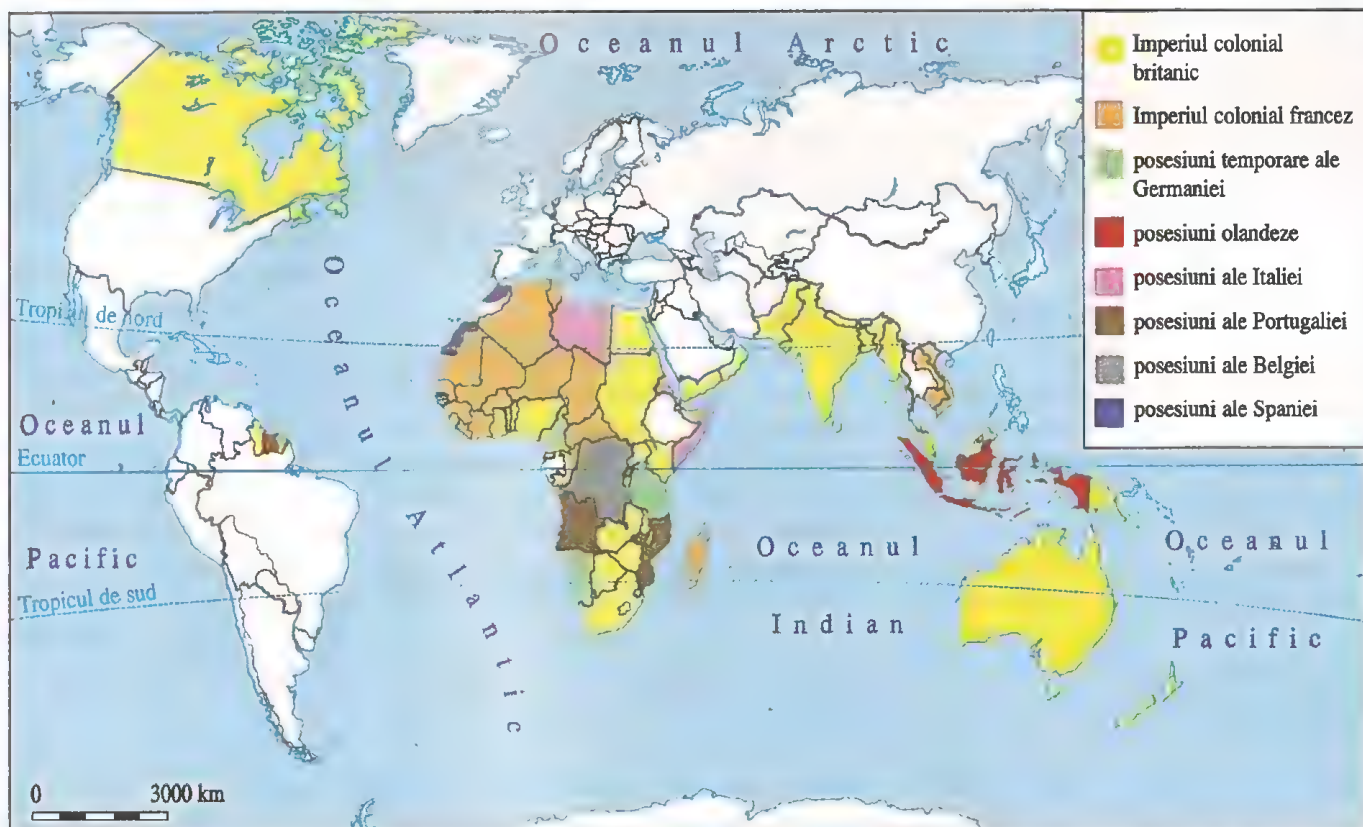 Oceanul Arctic
Imperiul colonial
britanic
Imperiul colonial francez
posesiuni temporare ale
Germaniei
posesiuni olandeze
posesiuni ale Italiei
posesiuni ale Portugaliei
posesiuni ale Belgiei
posesiuni ale Spaniei
Oceanul Atlantic
de nord
Oceanul
Ecuator
Pacific
Tropicul de sud
Oceanul
Indian
Oceanul
Pacific
0 3000 km